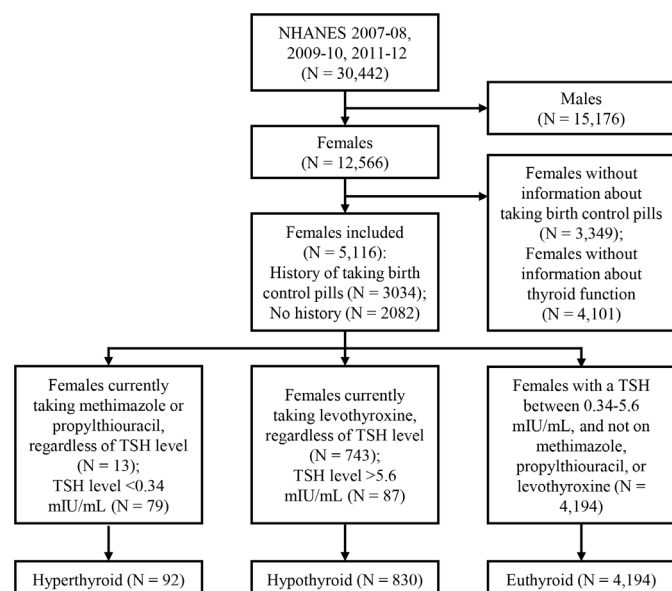 NHANES 2007-08,
2009-10, 2011-12
(N = 30,442)
Males
(N = 15,176)
Females
(N = 12,566)
Females without
information about
taking birth control pills
(N = 3,349);
Females without
information about
thyroid function
(N = 4,101)
Females included
(N = 5,116):
History of taking birth
control pills (N = 3034);
No history (N = 2082)
Females currently
taking methimazole or
propylthiouracil,
regardless of TSH level
(N = 13);
TSH level <0.34
mIU/mL (N = 79)
Females currently
taking levothyroxine,
regardless of TSH level
(N = 743);
TSH level >5.6
mIU/mL (N = 87)
Females with a TSH
between 0.34-5.6
mIU/mL, and not on
methimazole,
propylthiouracil, or
levothyroxine (N =
4,194)
Hyperthyroid (N = 92)
Hypothyroid (N = 830)
Euthyroid (N = 4,194)